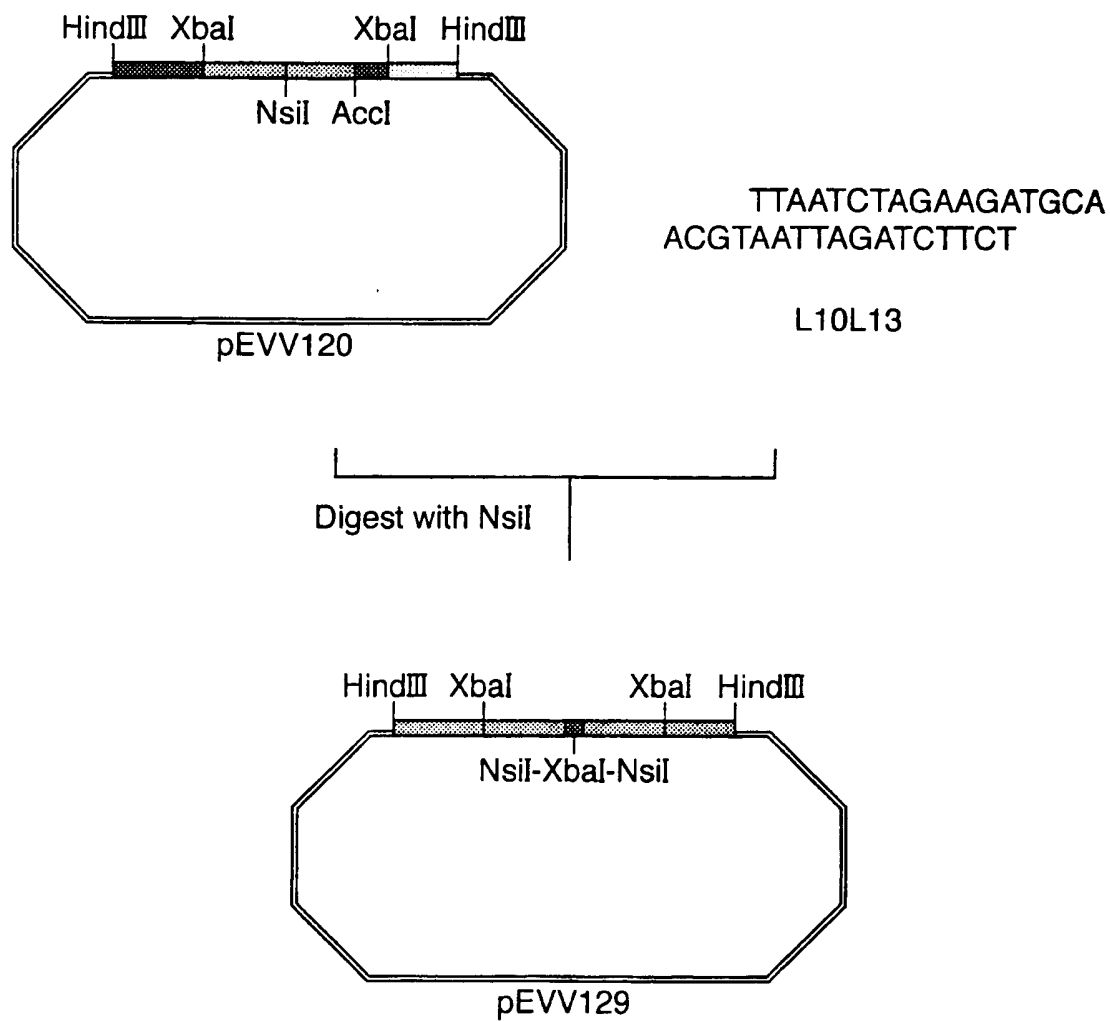 HindⅢ XbaI XbaI HindⅢ
NsiI AccI
TTAATCTAGAAGATGCA
ACGTAATTAGATCTTCT
L10L13
pEVV120
Digest with NsiI
HindⅢ XbaI XbaI HindⅢ
NsiI-XbaI-NsiI
pEVV129